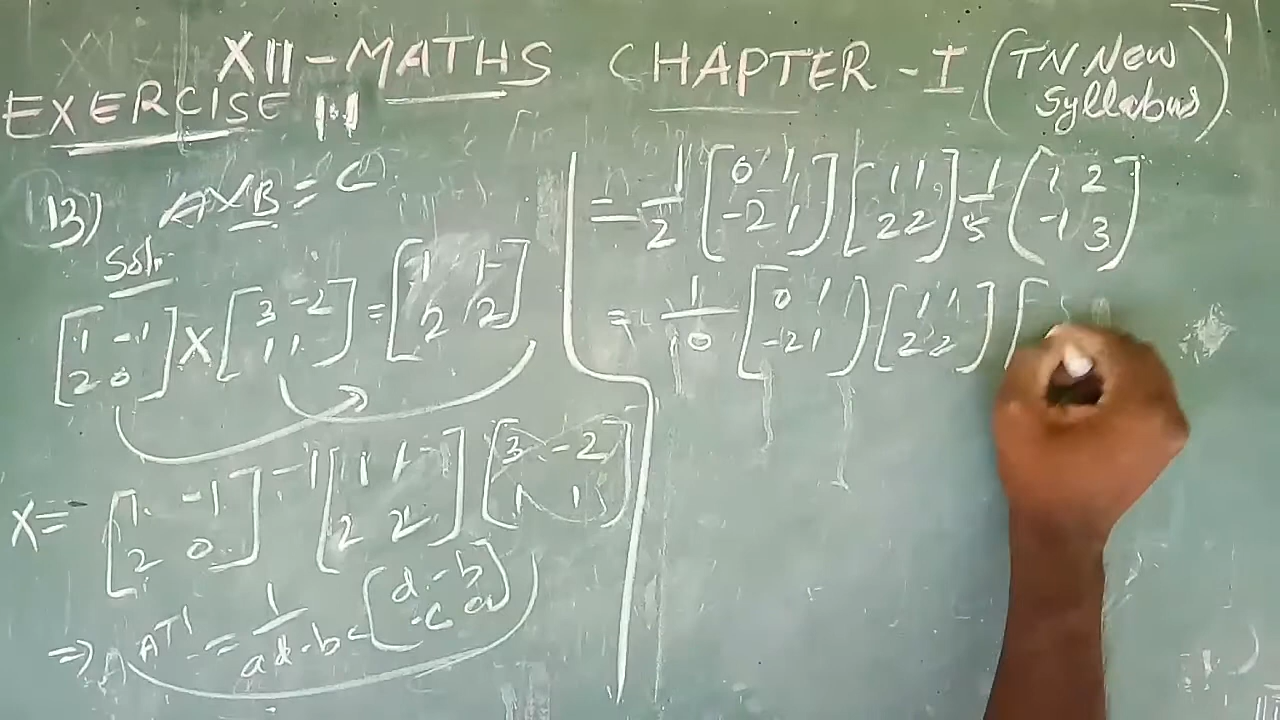 XII-MATHS CHAPTER - I (TN New Syllabus)
EXERCISE 1.1
13) AXB = C
Soln
[1 -1
2 0] X [3 -2
1 1] = [1 1
2 2]
X = [1 -1
2 0]⁻¹ [1 1
2 2] [3 -2
1 1]
⇒ A⁻¹ = 1/ad-bc [d -b
-c a]
= 1/2 [0 1
-2 1] [1 1
2 2] 1/5 [1 2
-1 3]
= 1/10 [0 1
-2 1] [1 1
2 2] [